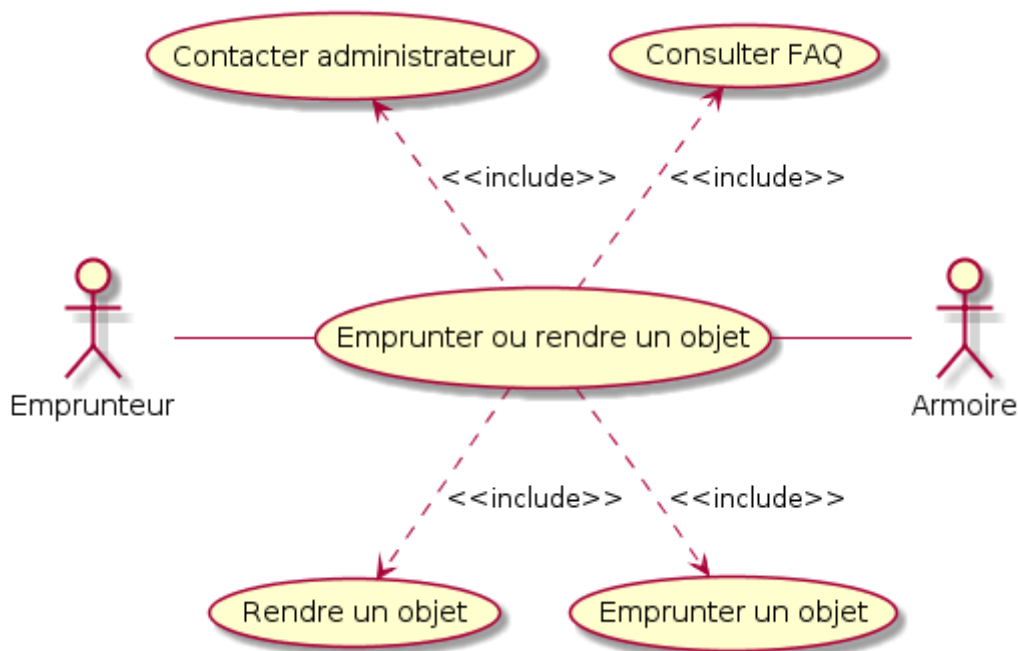 Contacter administrateur
Consulter FAQ
<<include>>
<<include>>
Emprunter ou rendre un objet
Emprunteur
Armoire
<<include>>
<<include>>
Rendre un objet
Emprunter un objet